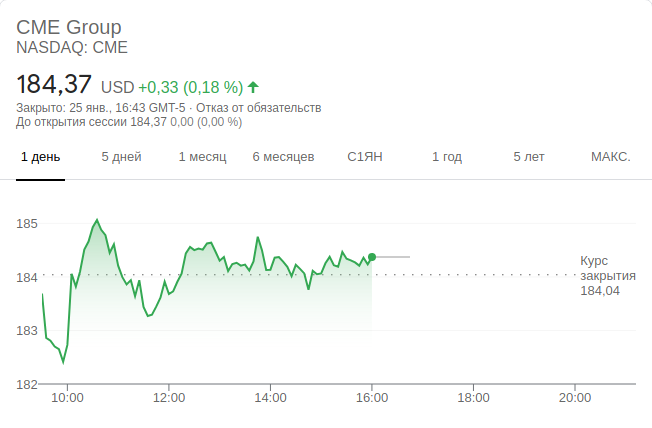 CME Group
NASDAQ: CME
184,37 USD +0,33 (0,18 %)
Закрыто: 25 янв., 16:43 GMT-5 · Отказ от обязательств
До открытия сессии 184,37 0,00 (0,00 %)
1 день 5 дней 1 месяц 6 месяцев С1ЯН 1 год 5 лет МАКС.
185
184
183
182
Курс
закрытия
184,04
10:00 12:00 14:00 16:00 18:00 20:00